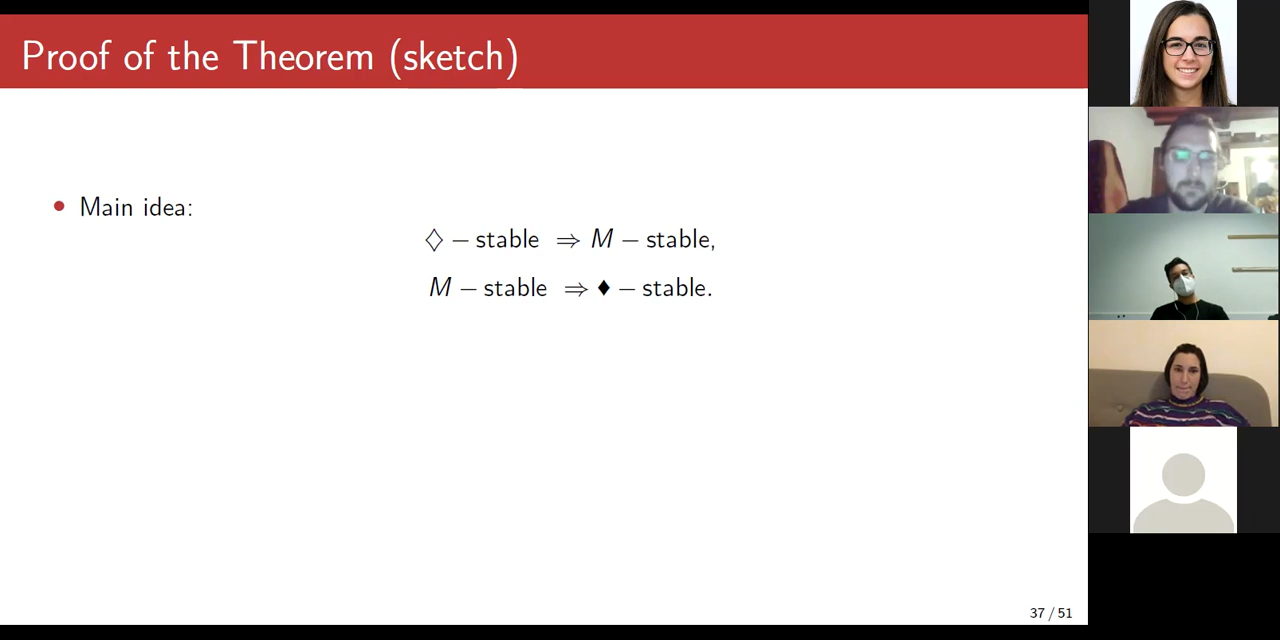 Proof of the Theorem (sketch)
• Main idea:
◊ – stable ⇒ M – stable,
M – stable ⇒ ♦ – stable.
37 / 51